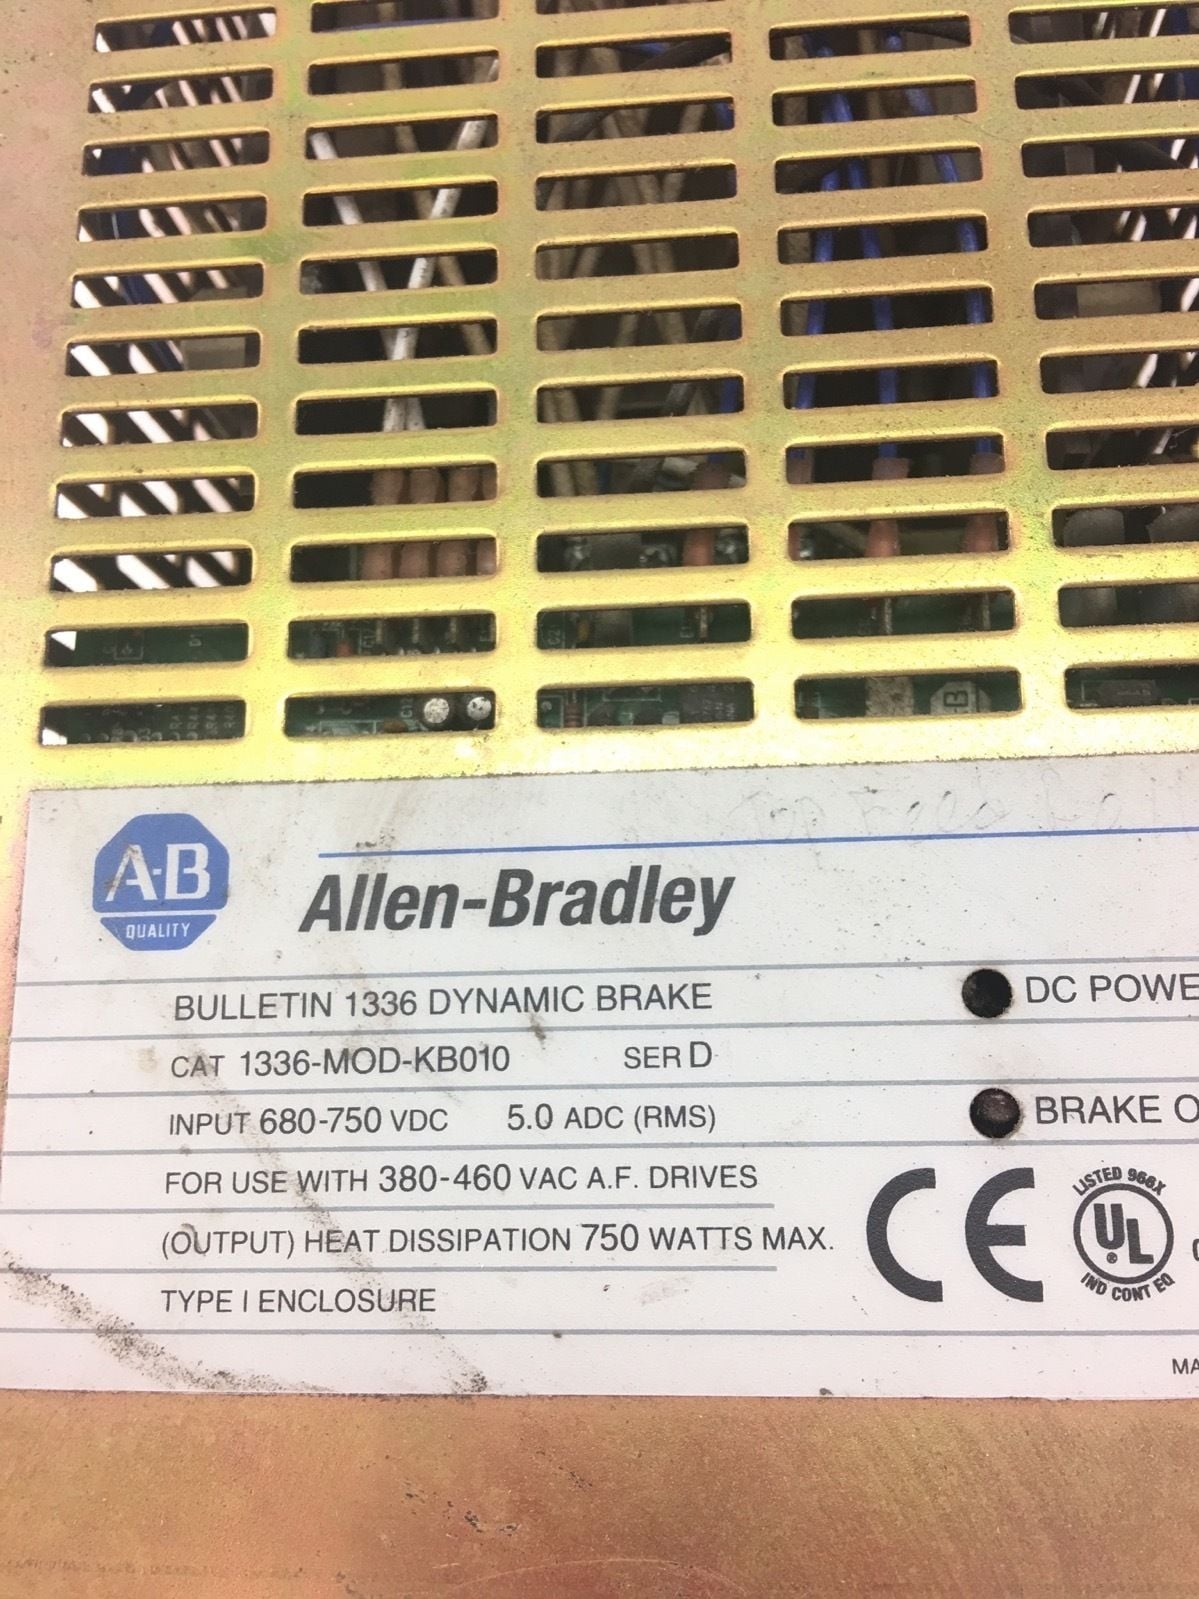 A-B
QUALITY
Allen-Bradley
BULLETIN 1336 DYNAMIC BRAKE
DC POWE
CAT 1336-MOD-KB010 SER D
INPUT 680-750 VDC 5.0 ADC (RMS)
BRAKE O
FOR USE WITH 380-460 VAC A.F. DRIVES
(OUTPUT) HEAT DISSIPATION 750 WATTS MAX.
TYPE I ENCLOSURE
CE
LISTED 966X
UL
®
IND CONT EQ
MA